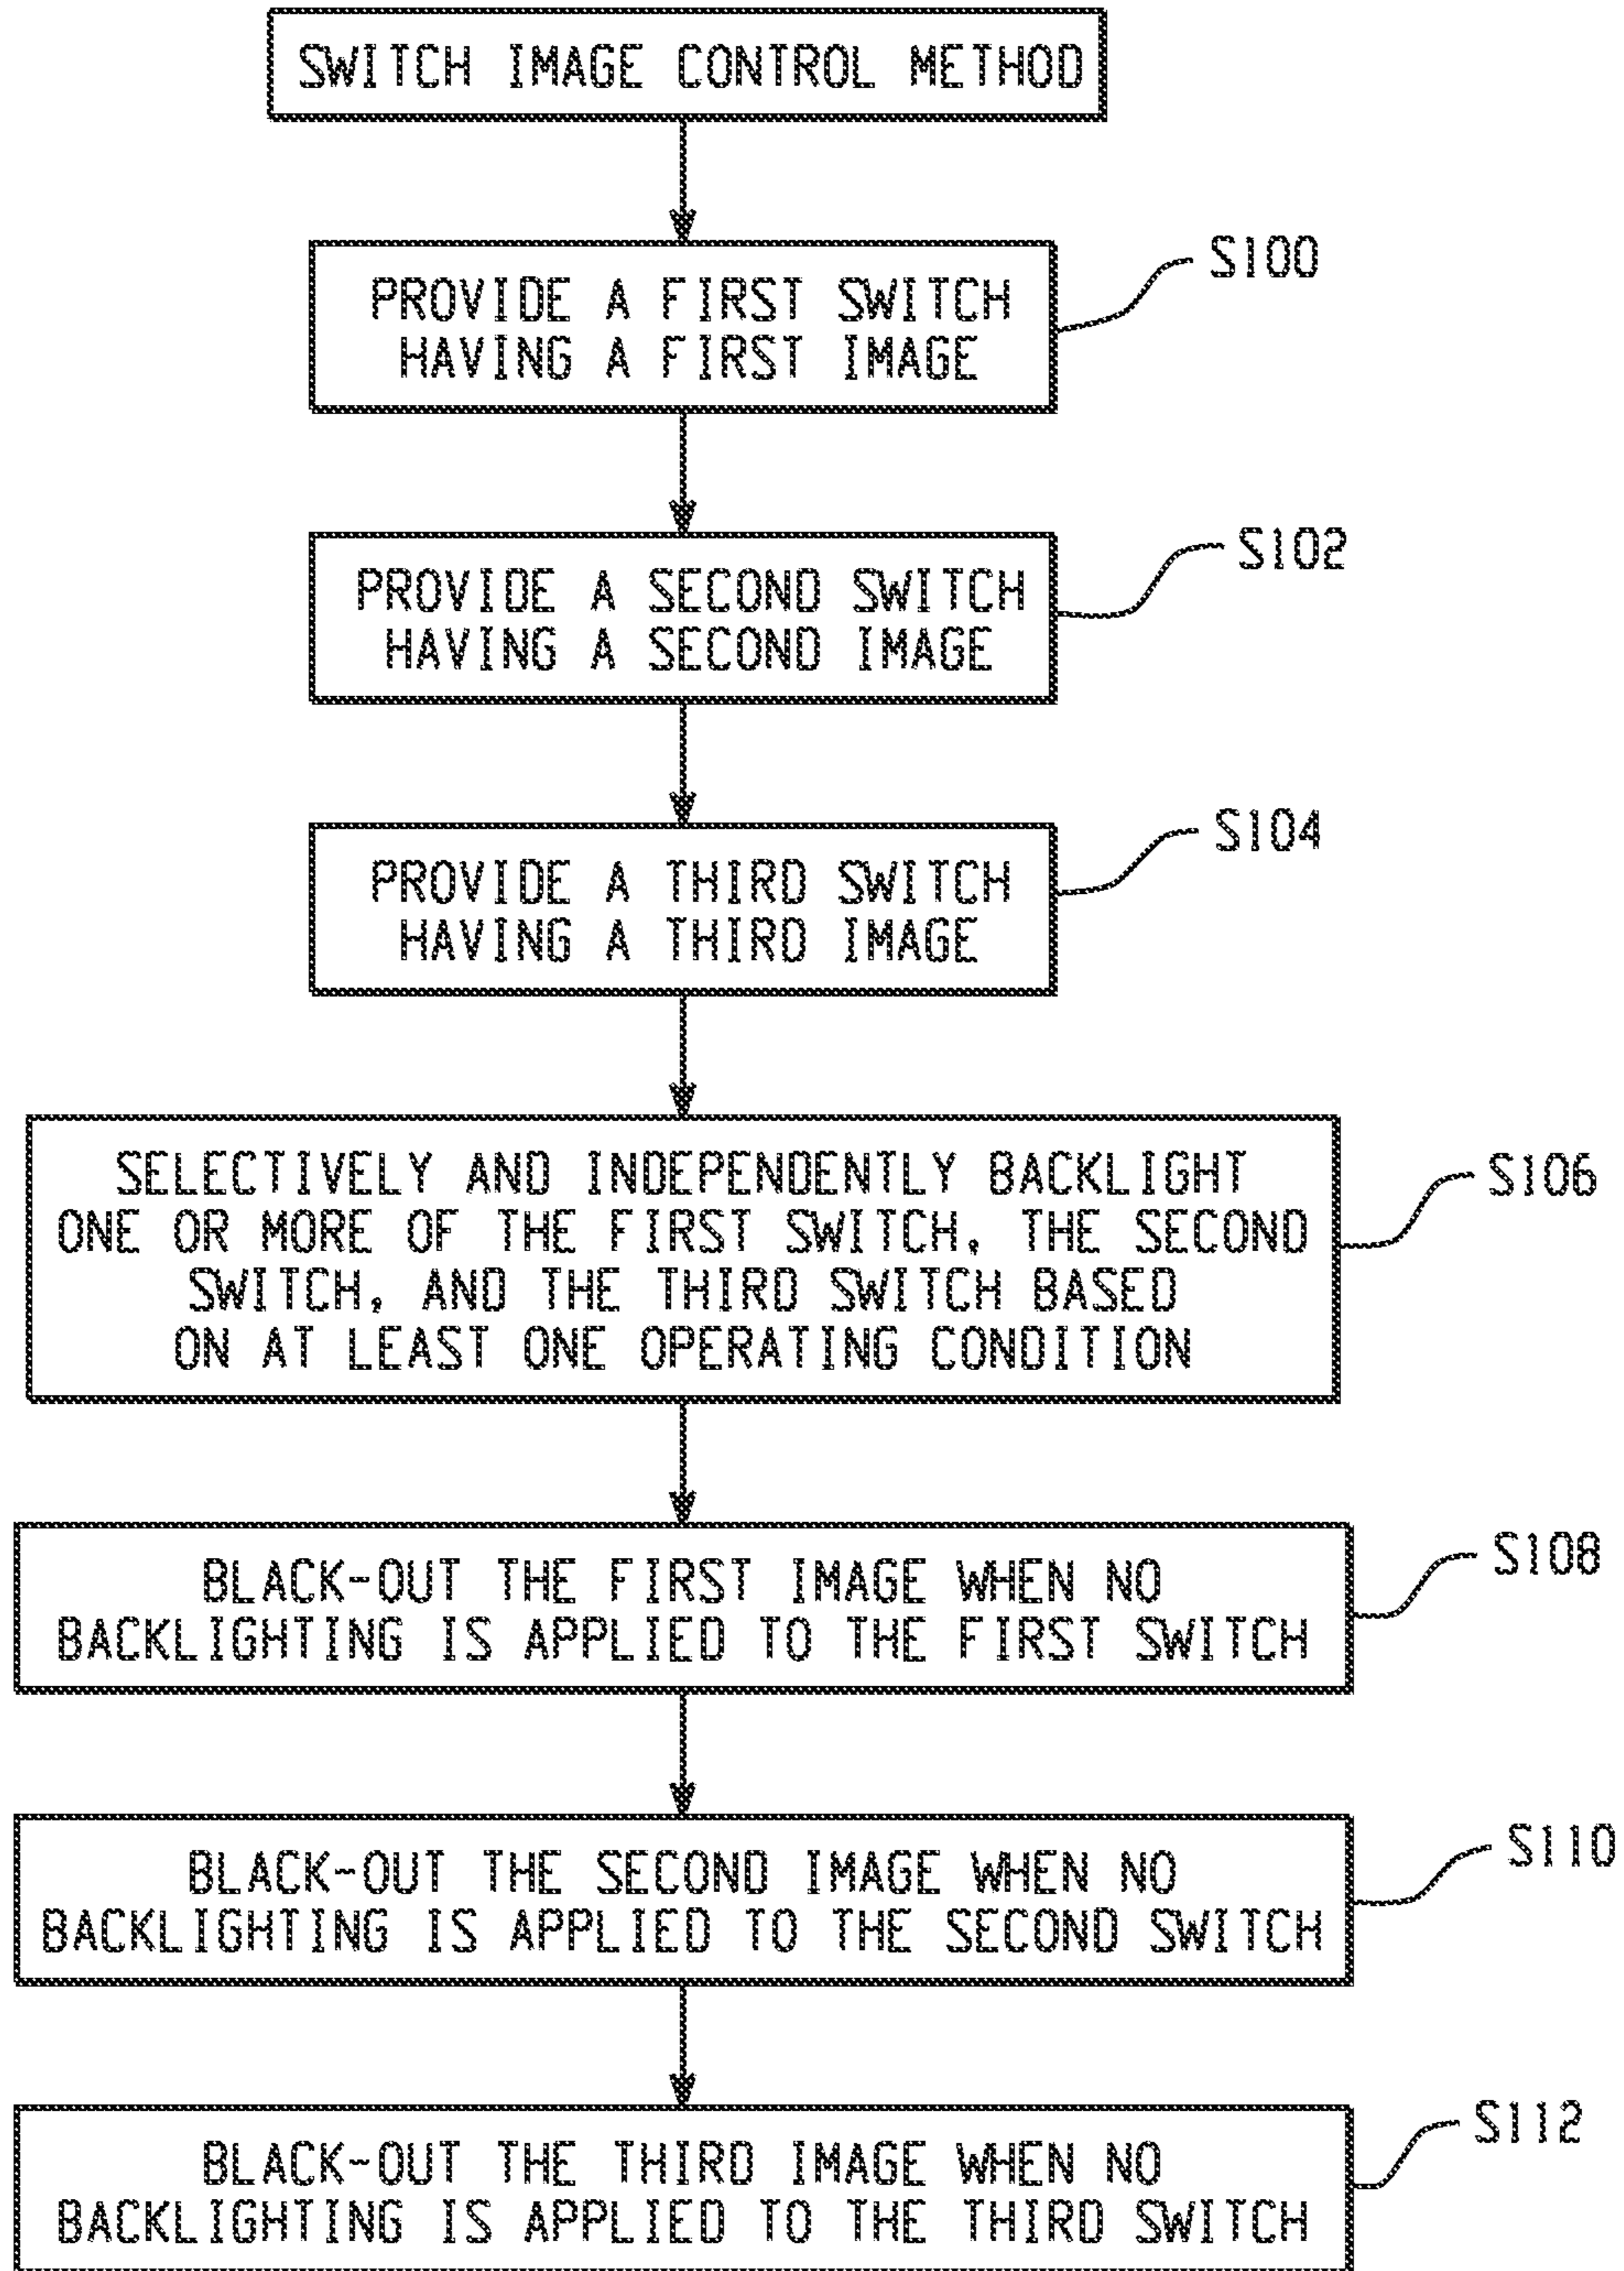 SWITCH IMAGE CONTROL METHOD
PROVIDE A FIRST SWITCH
HAVING A FIRST IMAGE
S100
PROVIDE A SECOND SWITCH
HAVING A SECOND IMAGE
S102
PROVIDE A THIRD SWITCH
HAVING A THIRD IMAGE
S104
SELECTIVELY AND INDEPENDENTLY BACKLIGHT
ONE OR MORE OF THE FIRST SWITCH, THE SECOND
SWITCH, AND THE THIRD SWITCH BASED
ON AT LEAST ONE OPERATING CONDITION
S106
BLACK-OUT THE FIRST IMAGE WHEN NO
BACKLIGHTING IS APPLIED TO THE FIRST SWITCH
S108
BLACK-OUT THE SECOND IMAGE WHEN NO
BACKLIGHTING IS APPLIED TO THE SECOND SWITCH
S110
BLACK-OUT THE THIRD IMAGE WHEN NO
BACKLIGHTING IS APPLIED TO THE THIRD SWITCH
S112